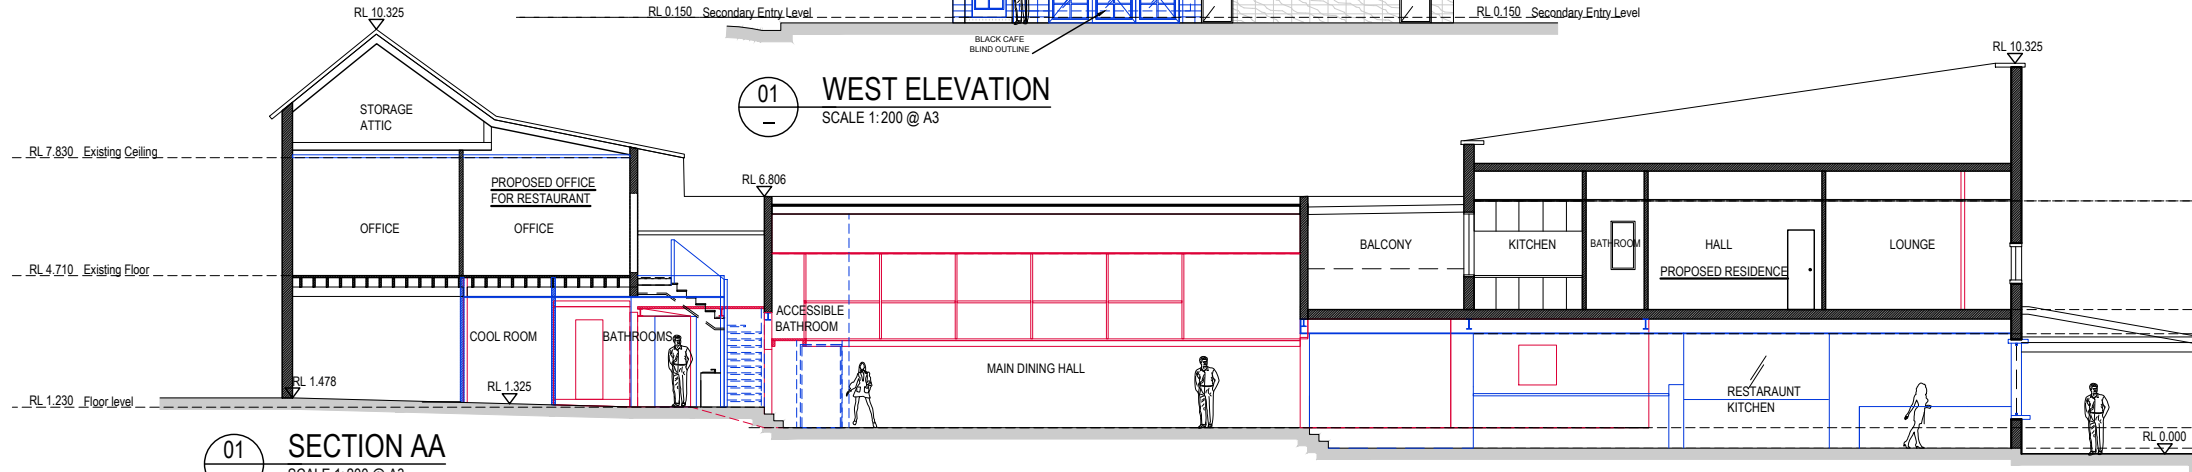 RL 10.325
RL 0.150 Secondary Entry Level
RL 0.150 Secondary Entry Level
BLACK CAFE
BLIND OUTLINE
RL 10.325
01
WEST ELEVATION
SCALE 1:200 @ A3
STORAGE
ATTIC
RL 7.830 Existing Ceiling
PROPOSED OFFICE
FOR RESTAURANT
RL 6.806
OFFICE
OFFICE
BALCONY
KITCHEN
BATHROOM
HALL
LOUNGE
PROPOSED RESIDENCE
RL 4.710 Existing Floor
ACCESSIBLE
BATHROOM
COOL ROOM
BATHROOMS
MAIN DINING HALL
RL 1.478
RL 1.325
RESTARAUNT
KITCHEN
RL 1.230 Floor level
RL 0.000
01
SECTION AA
SCALE 1:200 @ A3